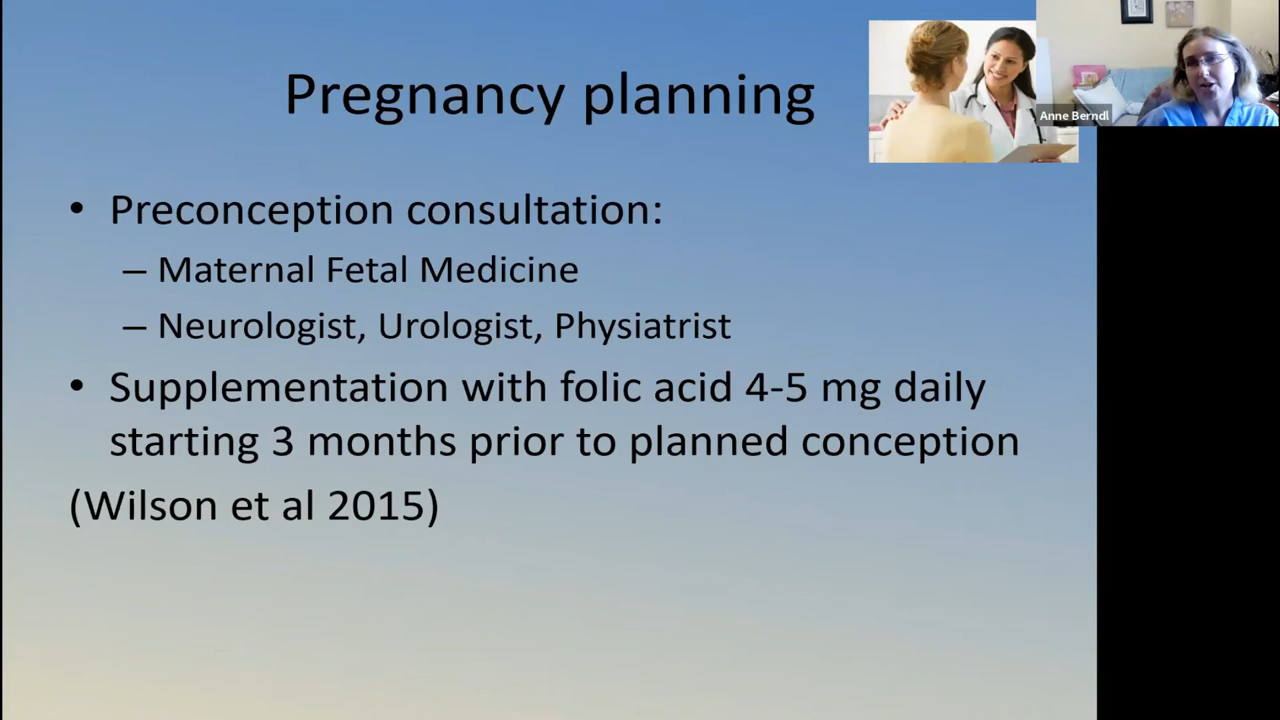 Pregnancy planning
Anne Berndl
• Preconception consultation:
– Maternal Fetal Medicine
– Neurologist, Urologist, Physiatrist
• Supplementation with folic acid 4-5 mg daily
starting 3 months prior to planned conception
(Wilson et al 2015)